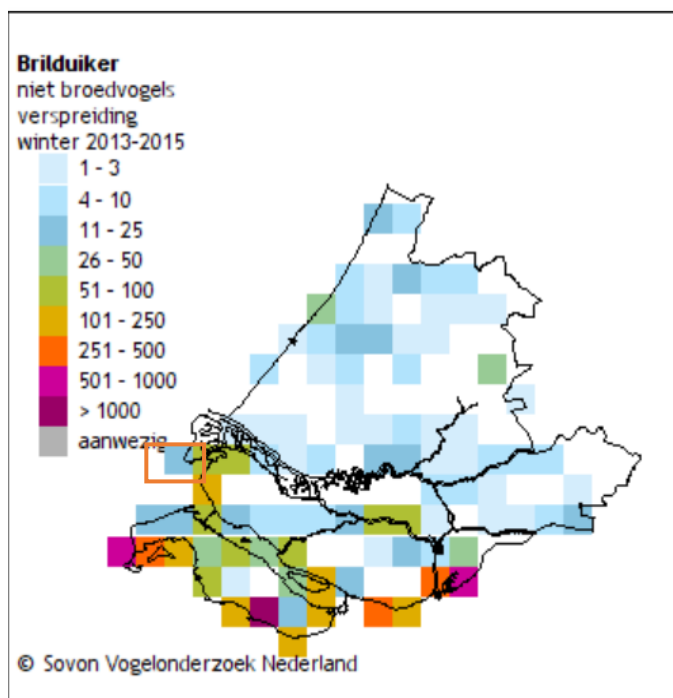 Brilduiker
niet broedvogels
verspreiding
winter 2013-2015
1 - 3
4 - 10
11 - 25
26 - 50
51 - 100
101 - 250
251 - 500
501 - 1000
> 1000
aanwezig
© Sovon Vogelonderzoek Nederland